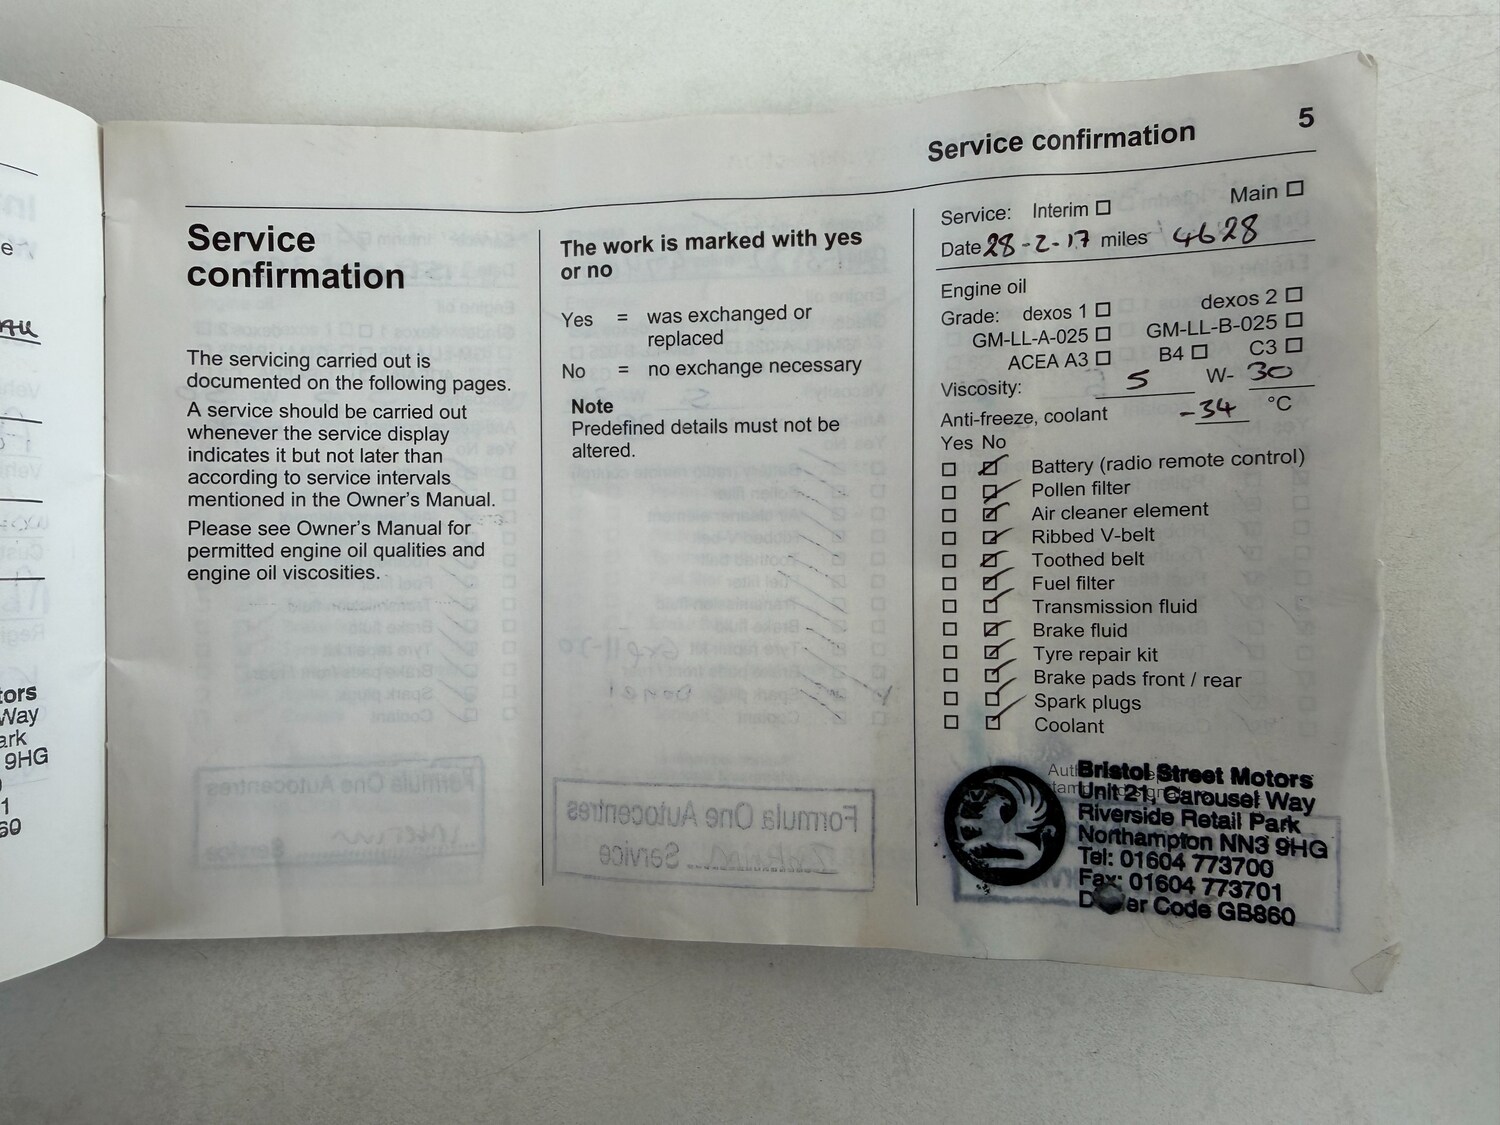 Service confirmation
5
Service
confirmation
The servicing carried out is
documented on the following pages.
A service should be carried out
whenever the service display
indicates it but not later than
according to service intervals
mentioned in the Owner's Manual.
Please see Owner's Manual for
permitted engine oil qualities and
engine oil viscosities.
The work is marked with yes
or no
Yes = was exchanged or
replaced
No = no exchange necessary
Note
Predefined details must not be
altered.
Service: Interim Main
Date 28-2-17 miles 4628
Engine oil
Grade: dexos 1 dexos 2
GM-LL-A-025 GM-LL-B-025
ACEA A3 B4 C3
Viscosity: 5 W- 30
Anti-freeze, coolant -34 °C
Yes No
Battery (radio remote control)
Pollen filter
Air cleaner element
Ribbed V-belt
Toothed belt
Fuel filter
Transmission fluid
Brake fluid
Tyre repair kit
Brake pads front / rear
Spark plugs
Coolant
Bristol Street Motors
Unit 21, Carousel Way
Riverside Retail Park
Northampton NN3 9HG
Tel: 01604 773700
Fax: 01604 773701
Dealer Code GB860
9HG